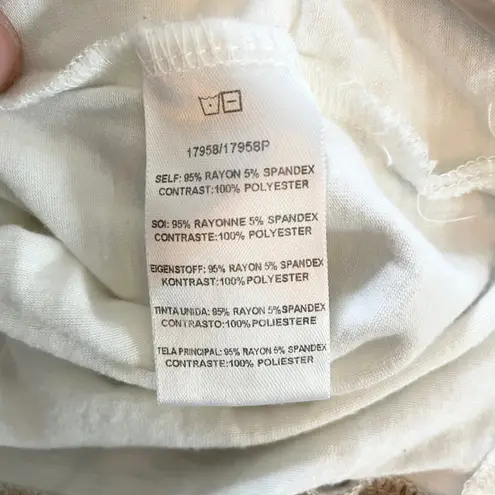 17958/17958P
SELF: 95% RAYON 5% SPANDEX
CONTRAST:100% POLYESTER
SOI: 95% RAYONNE 5% SPANDEX
CONTRASTE:100% POLYESTER
EIGENSTOFF: 95% RAYON 5% SPANDEX
KONTRAST:100% POLYESTER
TINTA UNIDA: 95% RAYON 5%SPANDEX
CONTRASTO:100% POLIESTERE
TELA PRINCIPAL: 95% RAYON 5% SPANDEX
CONTRASTE:100% POLIESTER